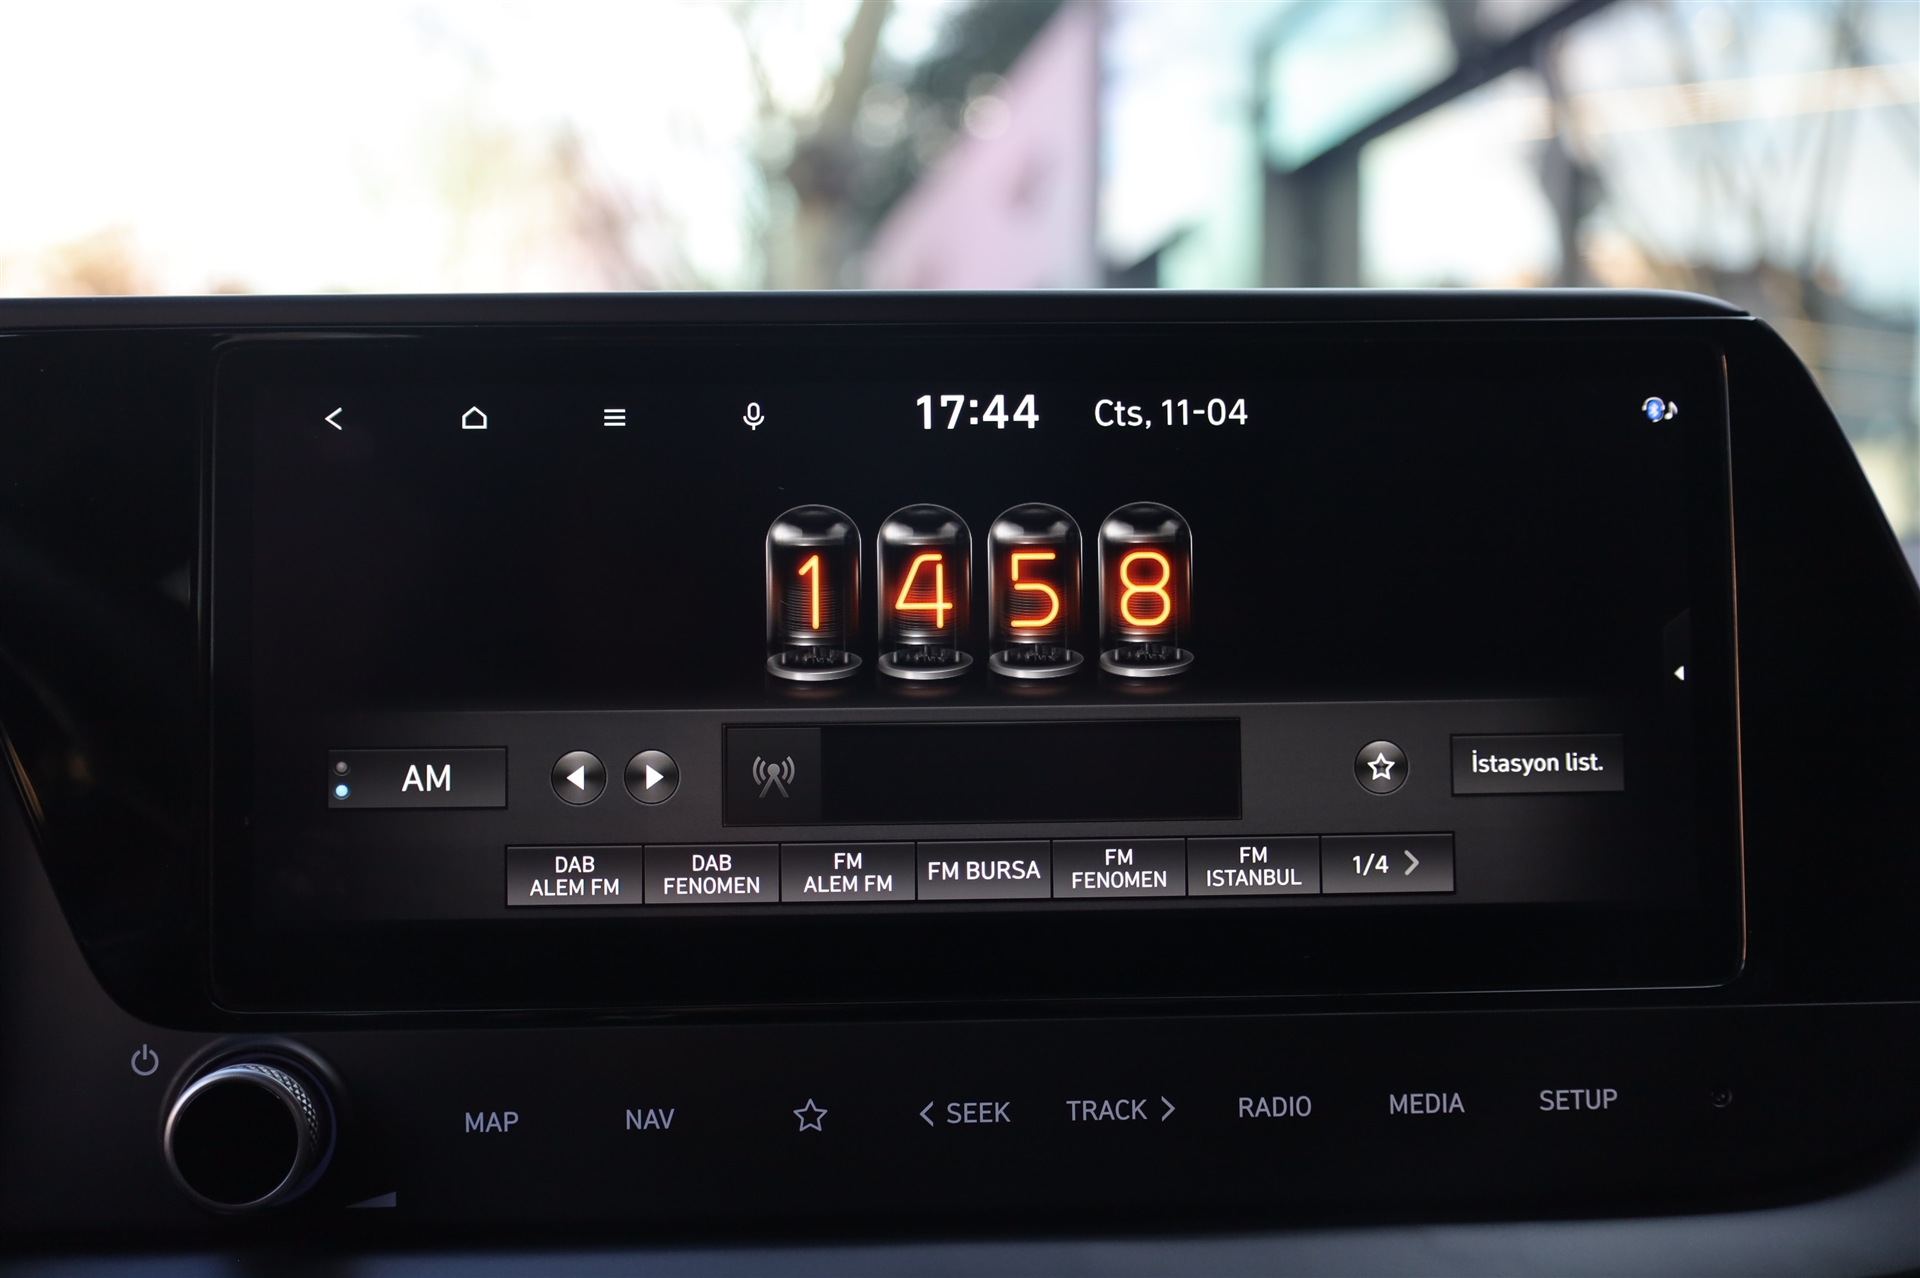 17:44 Cts, 11-04
1458
AM
İstasyon list.
DAB
ALEM FM
DAB
FENOMEN
FM
ALEM FM
FM BURSA
FM
FENOMEN
FM
ISTANBUL
1/4
MAP
NAV
SEEK
TRACK
RADIO
MEDIA
SETUP